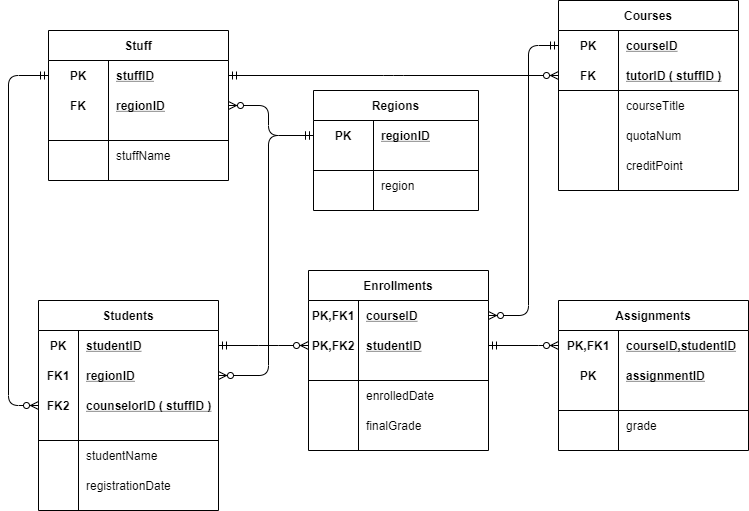 Stuff
PK stuffID
FK regionID
stuffName
Regions
PK regionID
region
Courses
PK courseID
FK tutorID ( stuffID )
courseTitle
quotaNum
creditPoint
Students
PK studentID
FK1 regionID
FK2 counselorID ( stuffID )
studentName
registrationDate
Enrollments
PK,FK1 courseID
PK,FK2 studentID
enrolledDate
finalGrade
Assignments
PK,FK1 courseID,studentID
PK assignmentID
grade